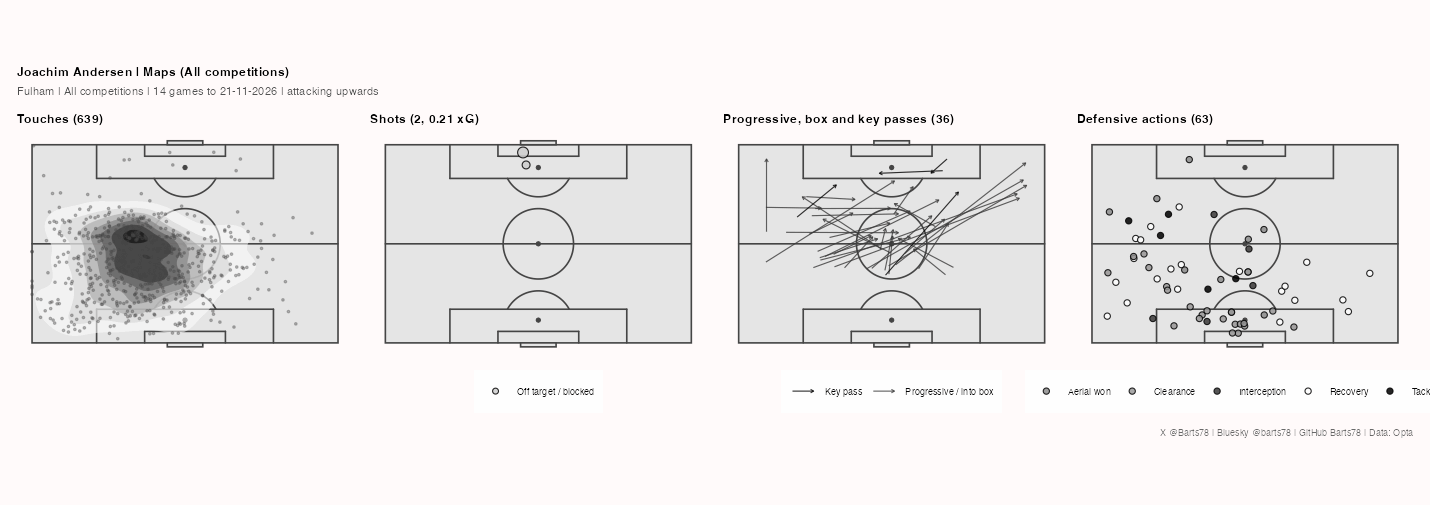 Joachim Andersen | Maps (All competitions)
Fulham | All competitions | 14 games to 21-11-2026 | attacking upwards
Touches (639)
Shots (2, 0.21 xG)
Progressive, box and key passes (36)
Defensive actions (63)
Off target / blocked
Key pass
Progressive / into box
Aerial won
Clearance
Interception
Recovery
Tack
X @Barts78 | Bluesky @barts78 | GitHub Barts78 | Data: Opta